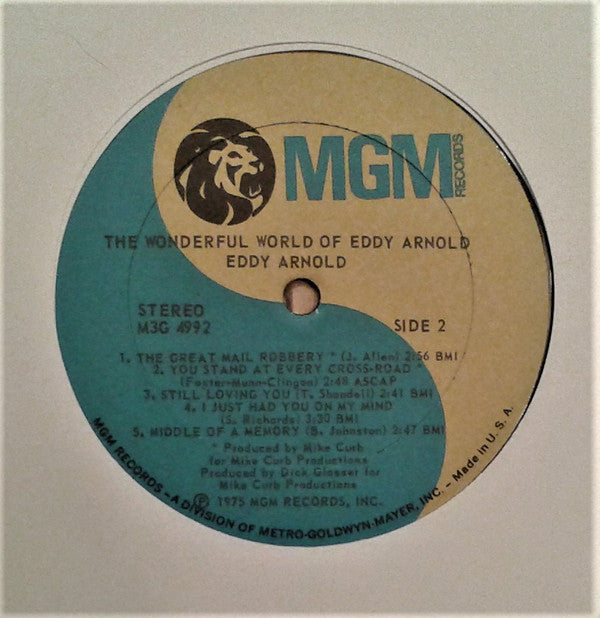 MGM
RECORDS
THE WONDERFUL WORLD OF EDDY ARNOLD
EDDY ARNOLD
STEREO
M3G 4992
SIDE 2
1. THE GREAT MAIL ROBBERY * (J. Allen) 2:56 BMI
2. YOU STAND AT EVERY CROSS-ROAD *
(Foster-Munn-Clingon) 2:48 ASCAP
3. STILL LOVING YOU (T. Shondell) 2:41 BMI
4. I JUST HAD YOU ON MY MIND
(S. Richards) 3:30 BMI
5. MIDDLE OF A MEMORY (B. Johnston) 2:47 BMI
* Produced by Mike Curb
for Mike Curb Productions
Produced by Dick Glasser for
Mike Curb Productions
Ⓟ 1975 MGM RECORDS, INC.
MGM RECORDS – A DIVISION OF METRO-GOLDWYN-MAYER, INC. – Made in U. S. A.